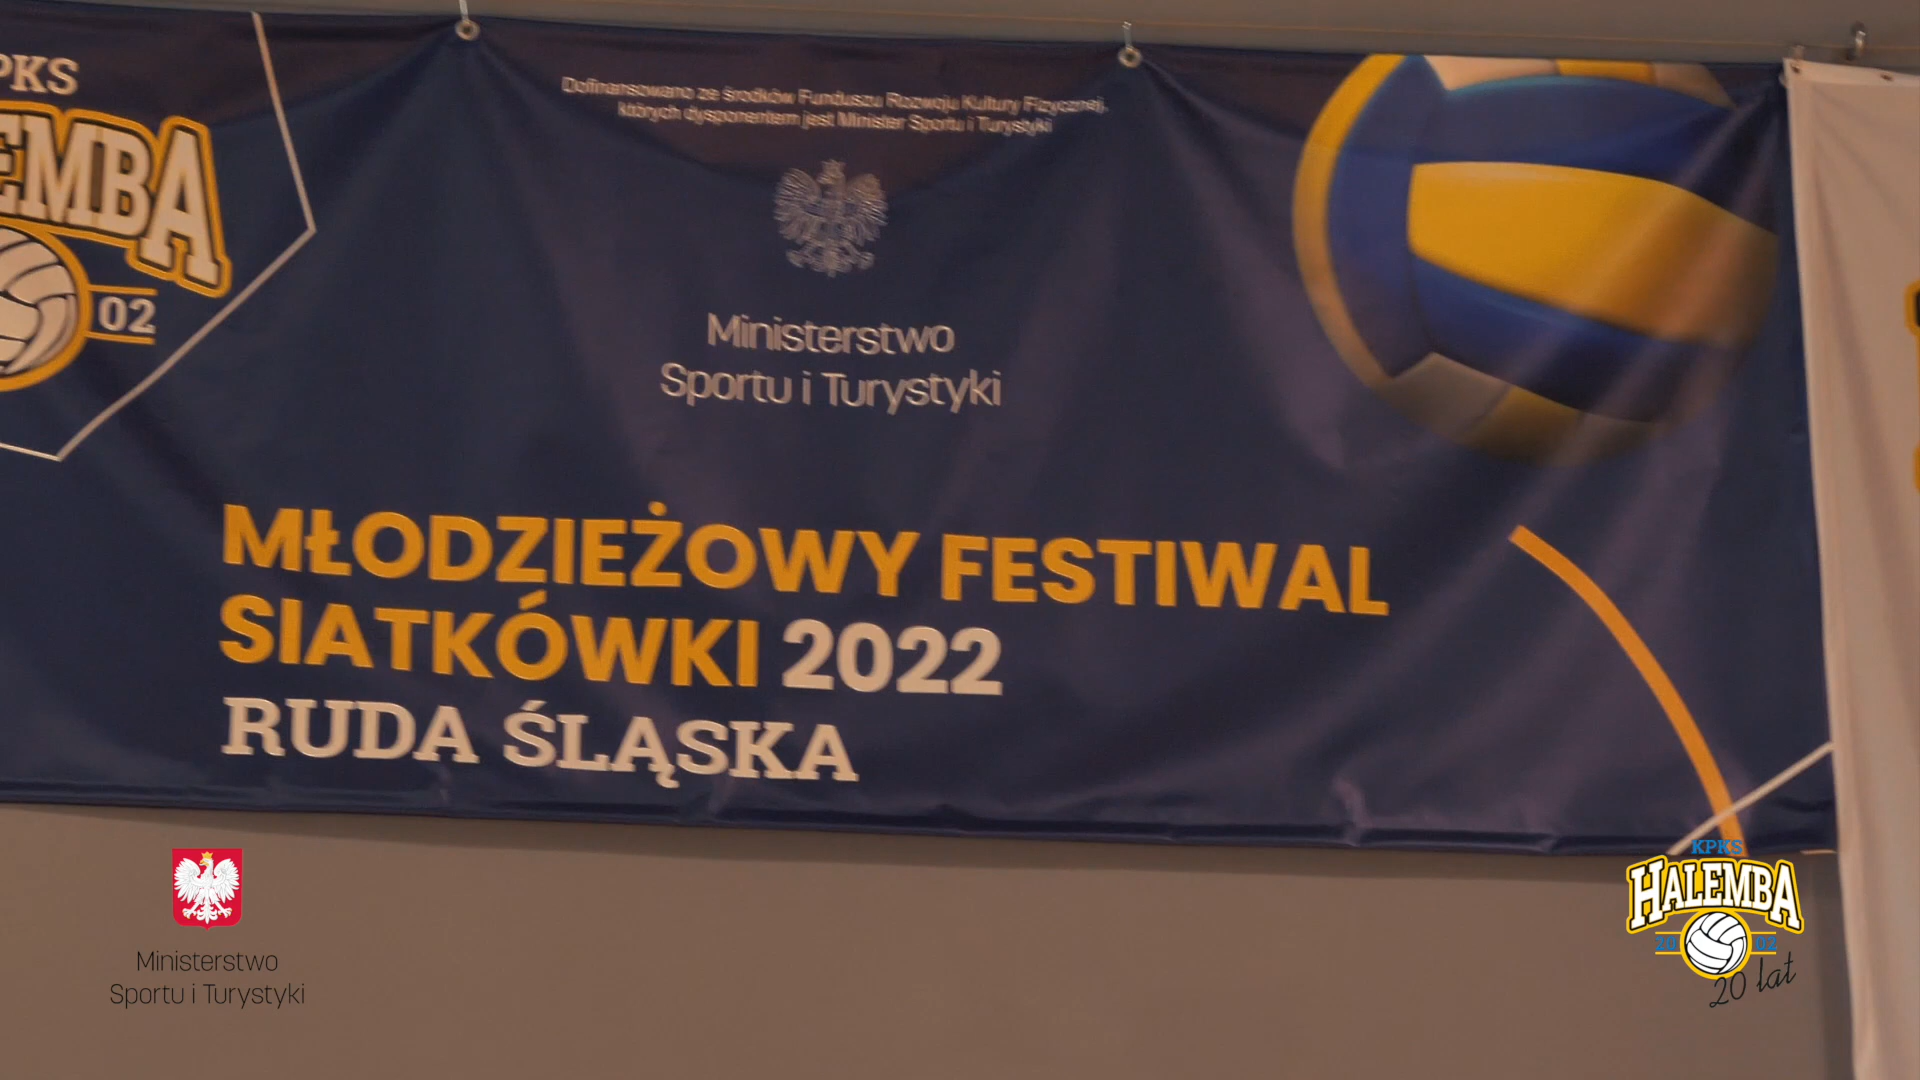 PKS
EMBA
02
Dofinansowano ze środków Funduszu Rozwoju Kultury Fizycznej,
których dysponentem jest Minister Sportu i Turystyki
Ministerstwo
Sportu i Turystyki
MŁODZIEŻOWY FESTIWAL
SIATKÓWKI 2022
RUDA ŚLĄSKA
Ministerstwo
Sportu i Turystyki
KPKS
HALEMBA
20 02
20 lat